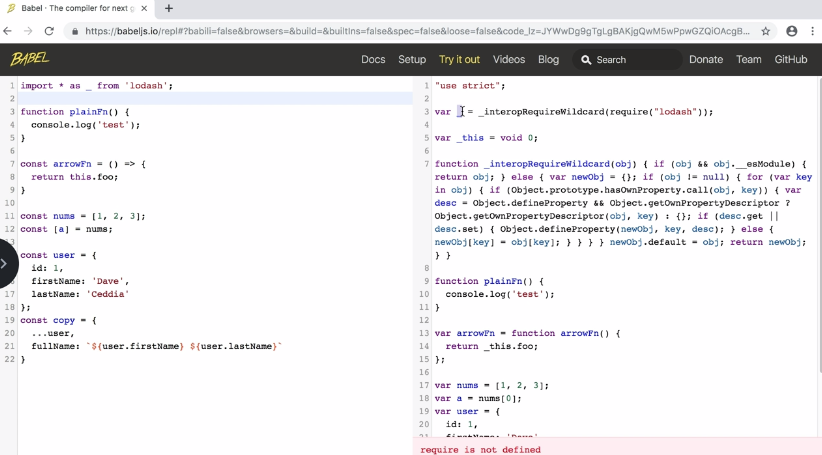 Babel · The compiler for next g
https://babeljs.io/repl#?babili=false&browsers=&build=&builtIns=false&spec=false&loose=false&code_lz=JYWwDg9gTgLgBAKjgQwM5wPpwGZQiOAcgB...
BABEL
Docs Setup Try it out Videos Blog Search Donate Team GitHub
1 import * as _ from 'lodash';
2
3 function plainFn() {
4 console.log('test');
5 }
6
7 const arrowFn = () => {
8 return this.foo;
9 }
10
11 const nums = [1, 2, 3];
12 const [a] = nums;
13
const user = {
id: 1,
firstName: 'Dave',
17 lastName: 'Ceddia'
18 };
19 const copy = {
20 ...user,
21 fullName: `${user.firstName} ${user.lastName}`
22 }
1 "use strict";
2
3 var _ = _interopRequireWildcard(require("lodash"));
4
5 var _this = void 0;
6
7 function _interopRequireWildcard(obj) { if (obj && obj.__esModule) {
return obj; } else { var newObj = {}; if (obj != null) { for (var key
in obj) { if (Object.prototype.hasOwnProperty.call(obj, key)) { var
desc = Object.defineProperty && Object.getOwnPropertyDescriptor ?
Object.getOwnPropertyDescriptor(obj, key) : {}; if (desc.get ||
desc.set) { Object.defineProperty(newObj, key, desc); } else {
newObj[key] = obj[key]; } } } } newObj.default = obj; return newObj;
} }
8
9 function plainFn() {
10 console.log('test');
11 }
12
13 var arrowFn = function arrowFn() {
14 return _this.foo;
15 };
16
17 var nums = [1, 2, 3];
18 var a = nums[0];
19 var user = {
20 id: 1,
21 firstName: 'Dave'
require is not defined